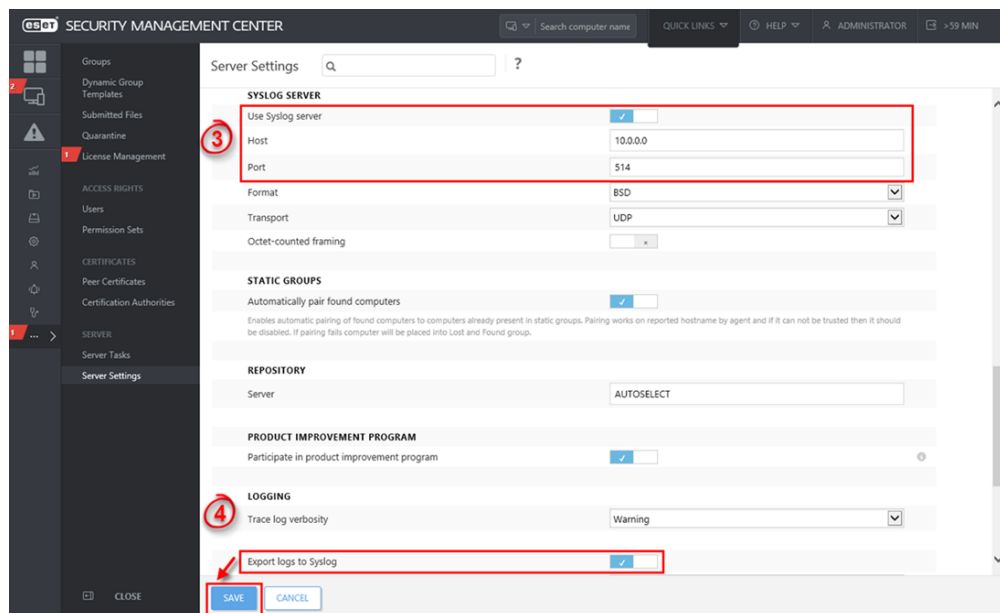 eset SECURITY MANAGEMENT CENTER
Search computer name
QUICK LINKS
HELP
ADMINISTRATOR
>59 MIN
2
1
1
Groups
Dynamic Group
Templates
Submitted Files
Quarantine
License Management
ACCESS RIGHTS
Users
Permission Sets
CERTIFICATES
Peer Certificates
Certification Authorities
SERVER
Server Tasks
Server Settings
...
CLOSE
Server Settings
?
SYSLOG SERVER
3
Use Syslog server
Host 10.0.0.0
Port 514
Format BSD
Transport UDP
Octet-counted framing
STATIC GROUPS
Automatically pair found computers
Enables automatic pairing of found computers to computers already present in static groups. Pairing works on reported hostname by agent and if it can not be trusted then it should
be disabled. If pairing fails computer will be placed into Lost and Found group.
REPOSITORY
Server AUTOSELECT
PRODUCT IMPROVEMENT PROGRAM
Participate in product improvement program
LOGGING
4
Trace log verbosity Warning
Export logs to Syslog
SAVE
CANCEL